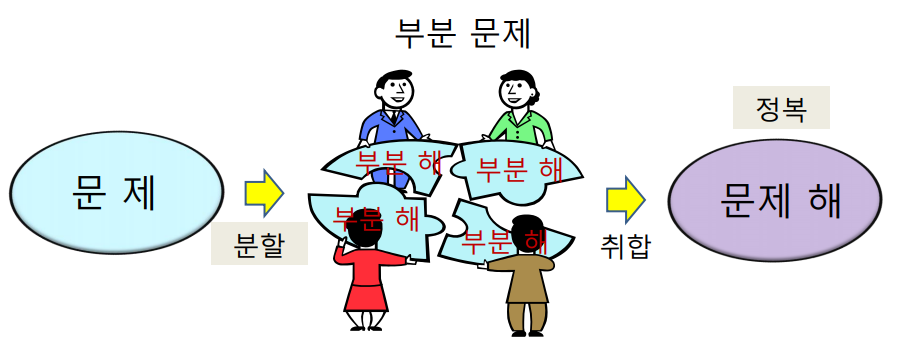 부분 문제
정복
문 제
부분 해
부분 해
부분 해
부분 해
문제 해
분할
취합